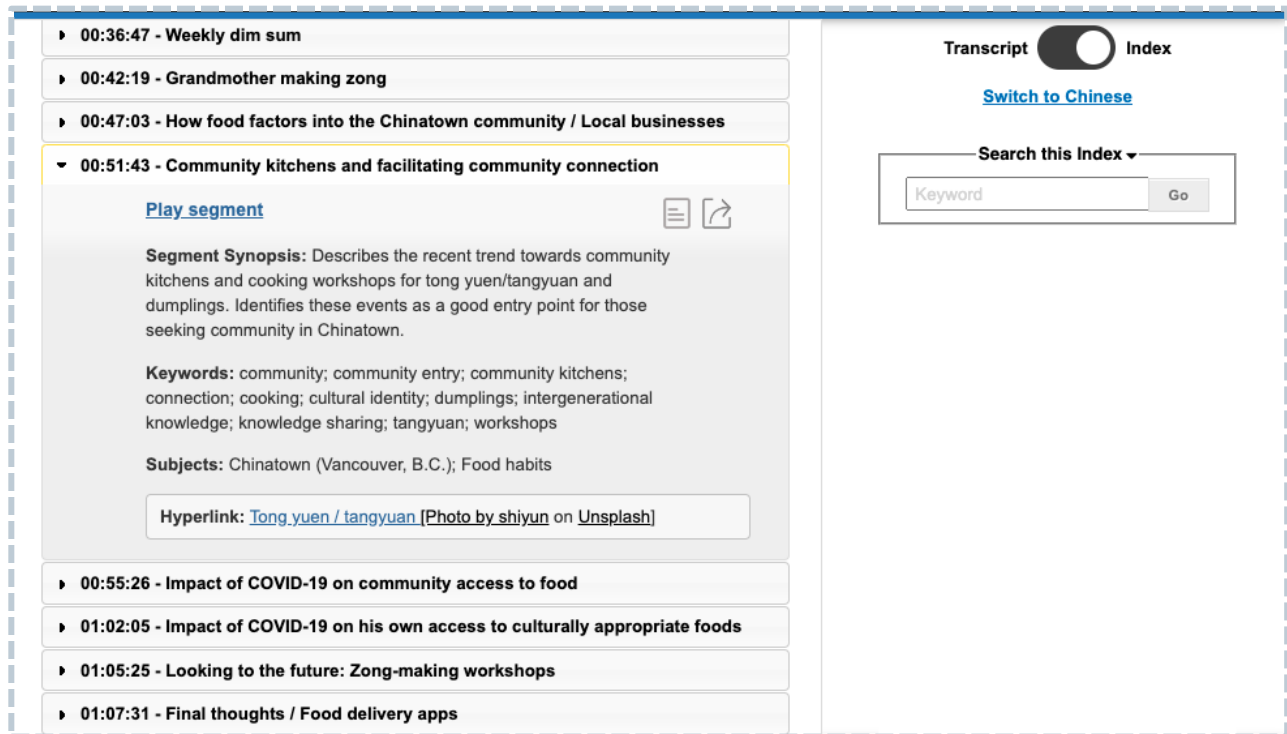 00:36:47 - Weekly dim sum
00:42:19 - Grandmother making zong
00:47:03 - How food factors into the Chinatown community / Local businesses
00:51:43 - Community kitchens and facilitating community connection
Play segment
Segment Synopsis: Describes the recent trend towards community
kitchens and cooking workshops for tong yuen/tangyuan and
dumplings. Identifies these events as a good entry point for those
seeking community in Chinatown.
Keywords: community; community entry; community kitchens;
connection; cooking; cultural identity; dumplings; intergenerational
knowledge; knowledge sharing; tangyuan; workshops
Subjects: Chinatown (Vancouver, B.C.); Food habits
Hyperlink: Tong yuen / tangyuan [Photo by shiyun on Unsplash]
00:55:26 - Impact of COVID-19 on community access to food
01:02:05 - Impact of COVID-19 on his own access to culturally appropriate foods
01:05:25 - Looking to the future: Zong-making workshops
01:07:31 - Final thoughts / Food delivery apps
Transcript Index
Switch to Chinese
Search this Index
Keyword Go